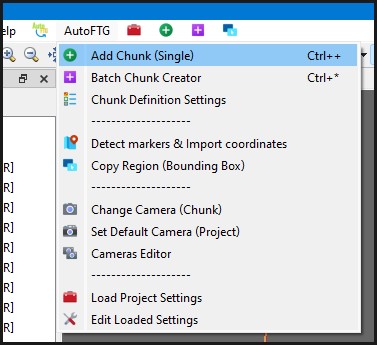 elp AutoFTG
Add Chunk (Single) Ctrl++
Batch Chunk Creator Ctrl+*
Chunk Definition Settings
--------------------
Detect markers & Import coordinates
Copy Region (Bounding Box)
--------------------
Change Camera (Chunk)
Set Default Camera (Project)
Cameras Editor
--------------------
Load Project Settings
Edit Loaded Settings
R]
R]
R]
R]
R]
R]
R]
R]
R]